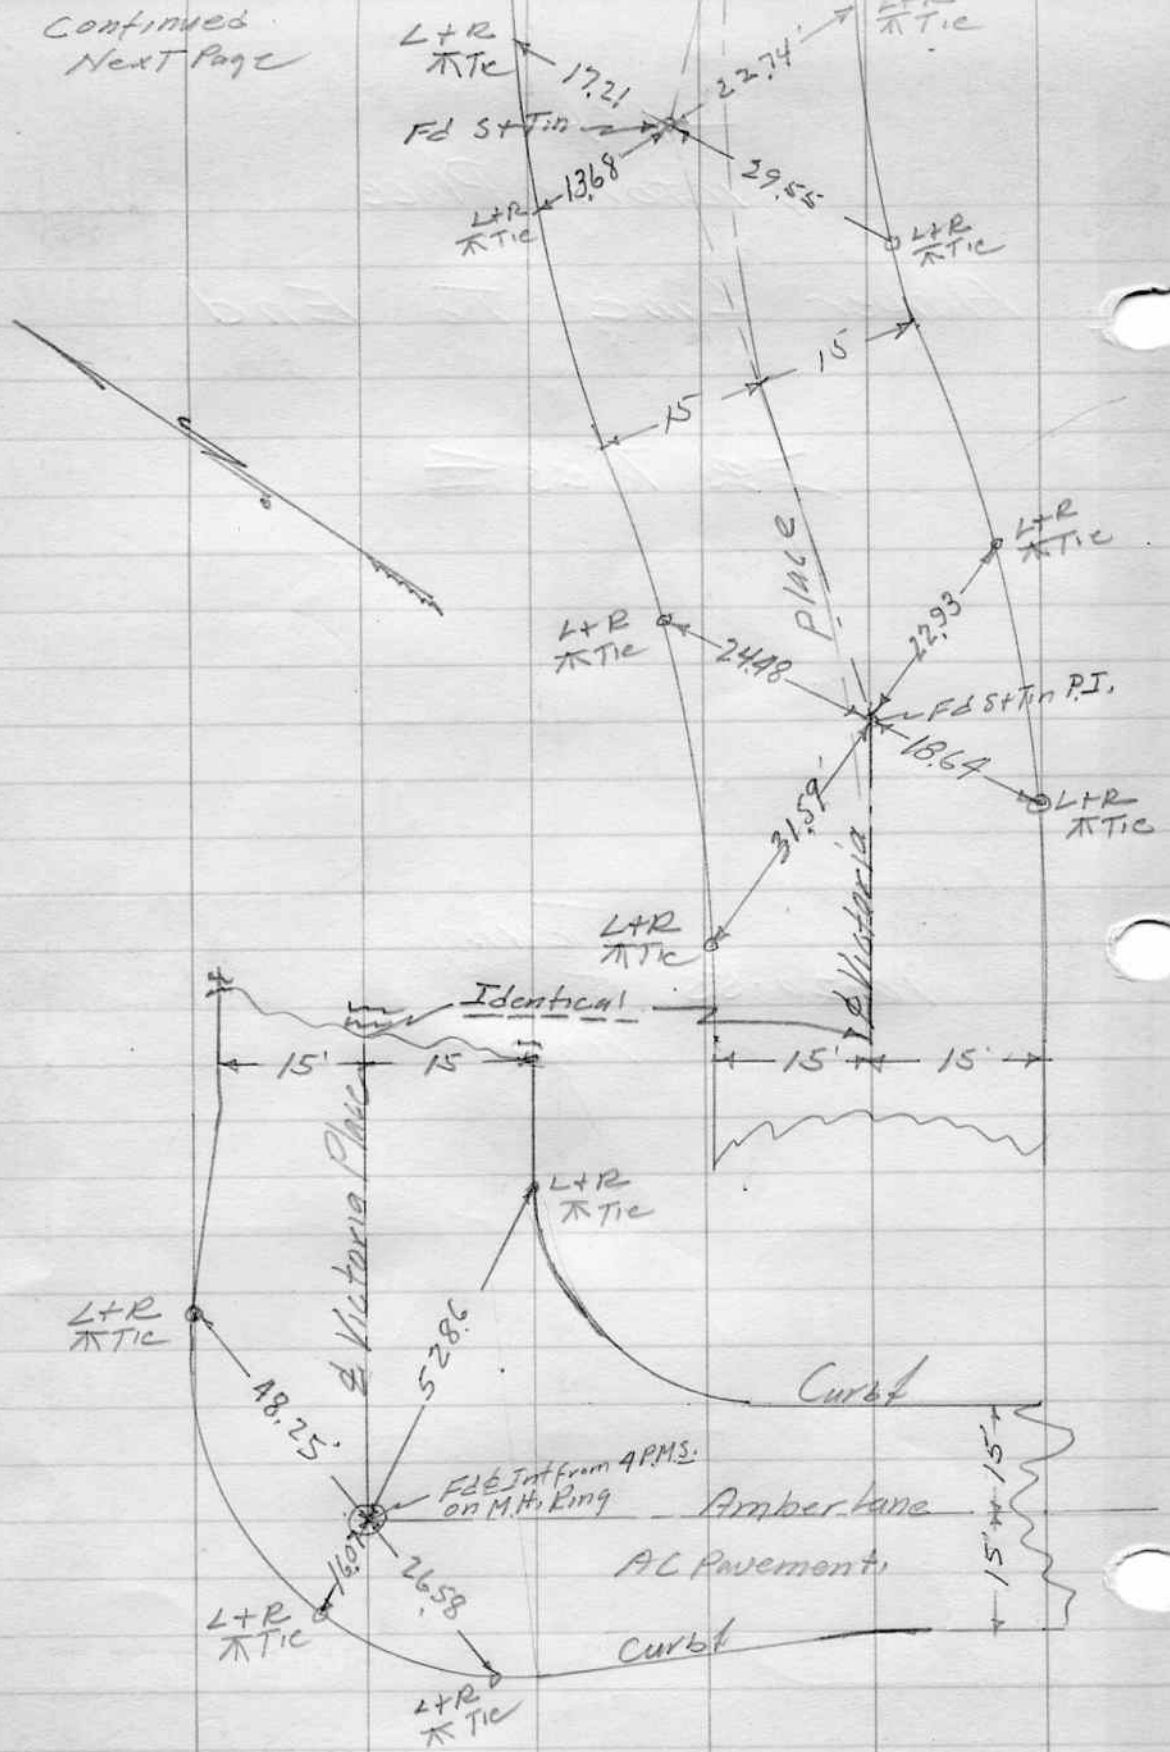 Continued
Next Page
L+R
Tie
17.21
22.74'
L+R
Tie
Fd S+Tin
13.68
29.55
L+R
Tie
L+R
Tie
15
15
Place
L+R
Tie
L+R
Tie
24.48
22.93
Fd S+Tin P.I.
18.64
31.59'
L+R
Tie
L+R
Tie
℄ Victoria
Identical
15'
15
15'
15'
℄ Victoria Place
L+R
Tie
L+R
Tie
52.86
48.25'
Curb
15'
15'
Fd ℄ Int from 4 P.M.S.
on M.H. Ring
Amber Lane
AC Pavement
16.07
26.58
L+R
Tie
Curb
L+R
Tie